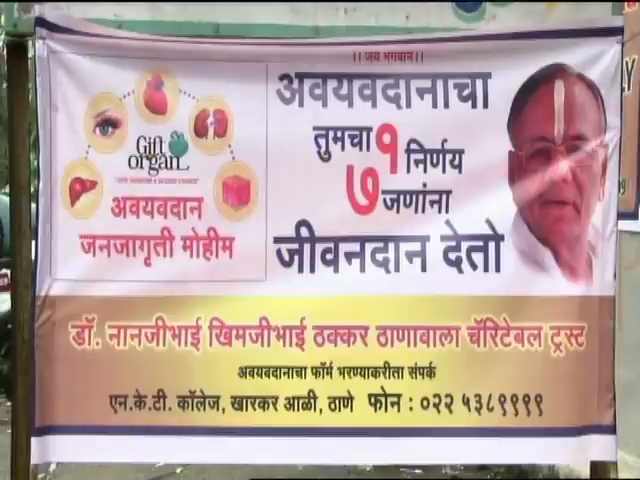 ।। जय भगवान।।
अवयवदानाचा
तुमचा १ निर्णय
७ जणांना
जीवनदान देतो
Gift
organ
अवयवदान
जनजागृती मोहीम
डॉ. नानजीभाई खिमजीभाई ठक्कर ठाणावाला चॅरिटेबल ट्रस्ट
अवयवदानाचा फॉर्म भरण्याकरीता संपर्क
एन.के.टी. कॉलेज, खारकर आळी, ठाणे फोन : ०२२ ५३८९९९९